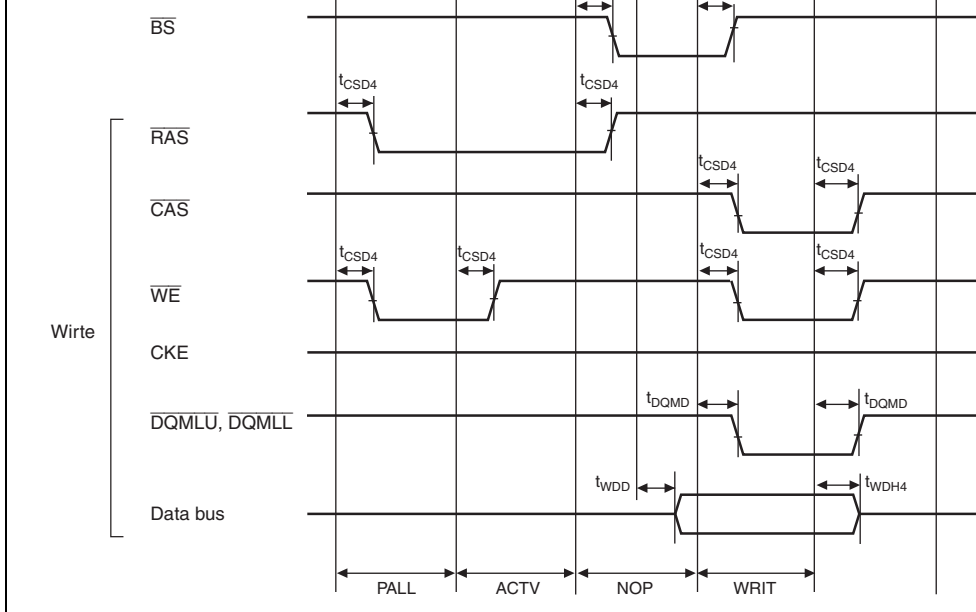 BS
tCSD4 tCSD4
RAS
tCSD4 tCSD4
CAS
tCSD4 tCSD4 tCSD4 tCSD4
WE
Wirte
CKE
tDQMD tDQMD
DQMLU, DQMLL
tWDD tWDH4
Data bus
PALL ACTV NOP WRIT